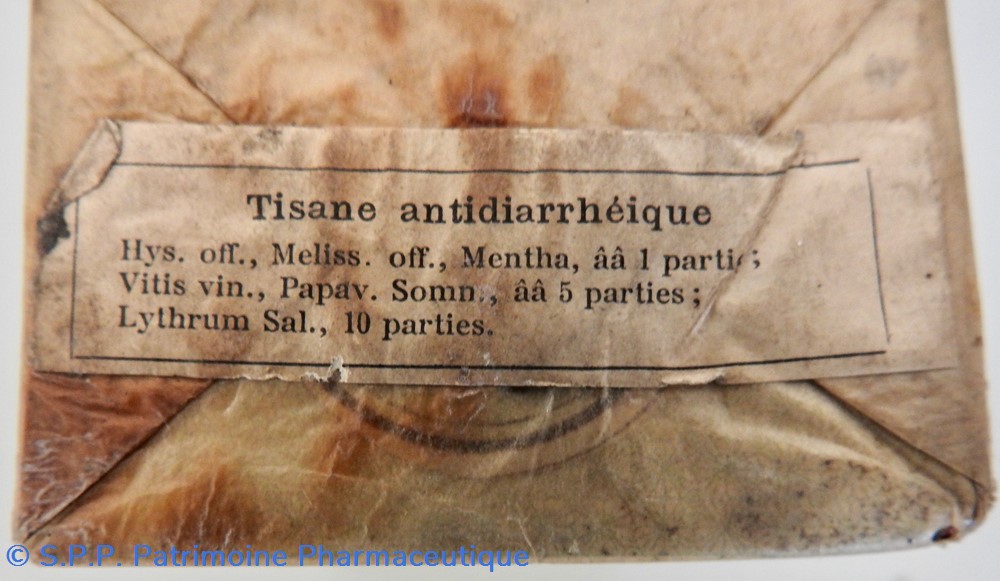 Tisane antidiarrhéique
Hys. off., Meliss. off., Mentha, ââ 1 partie;
Vitis vin., Papav. Somn., ââ 5 parties;
Lythrum Sal., 10 parties.
© S.P.P. Patrimoine Pharmaceutique